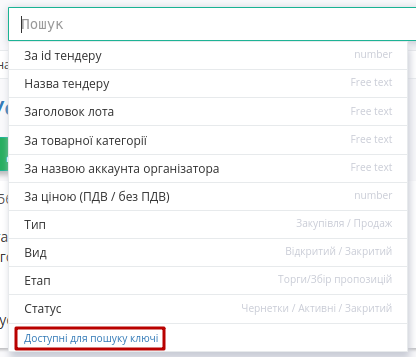 Пошук
За id тендеру number
Назва тендеру Free text
Заголовок лота Free text
За товарної категорії Free text
За назвою аккаунта організатора Free text
За ціною (ПДВ / без ПДВ) number
Тип Закупівля / Продаж
Вид Відкритий / Закритий
Етап Торги/Збір пропозицій
Статус Чернетки / Активні / Закритий
Доступні для пошуку ключі